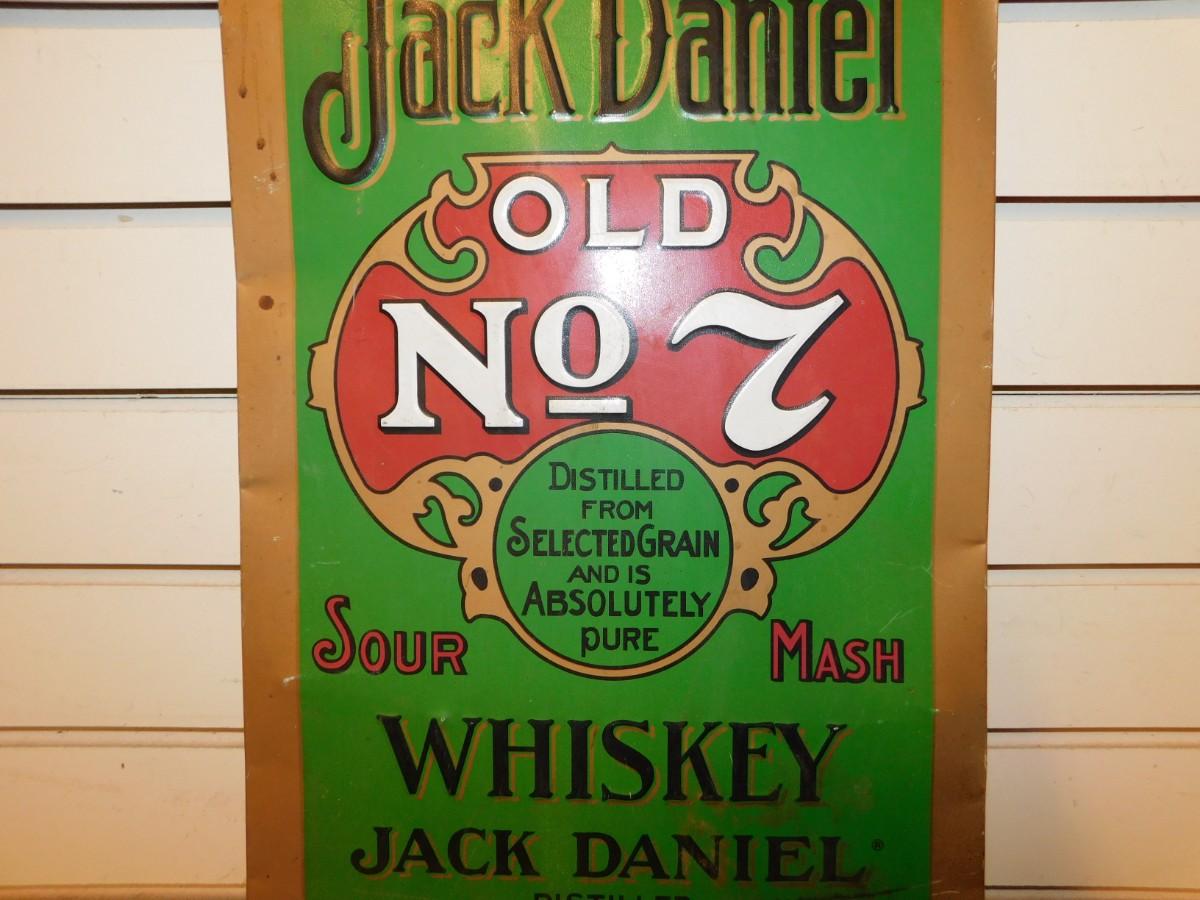 Jack Daniel
OLD
No 7
DISTILLED
FROM
SELECTED GRAIN
AND IS
ABSOLUTELY
PURE
SOUR MASH
WHISKEY
JACK DANIEL®